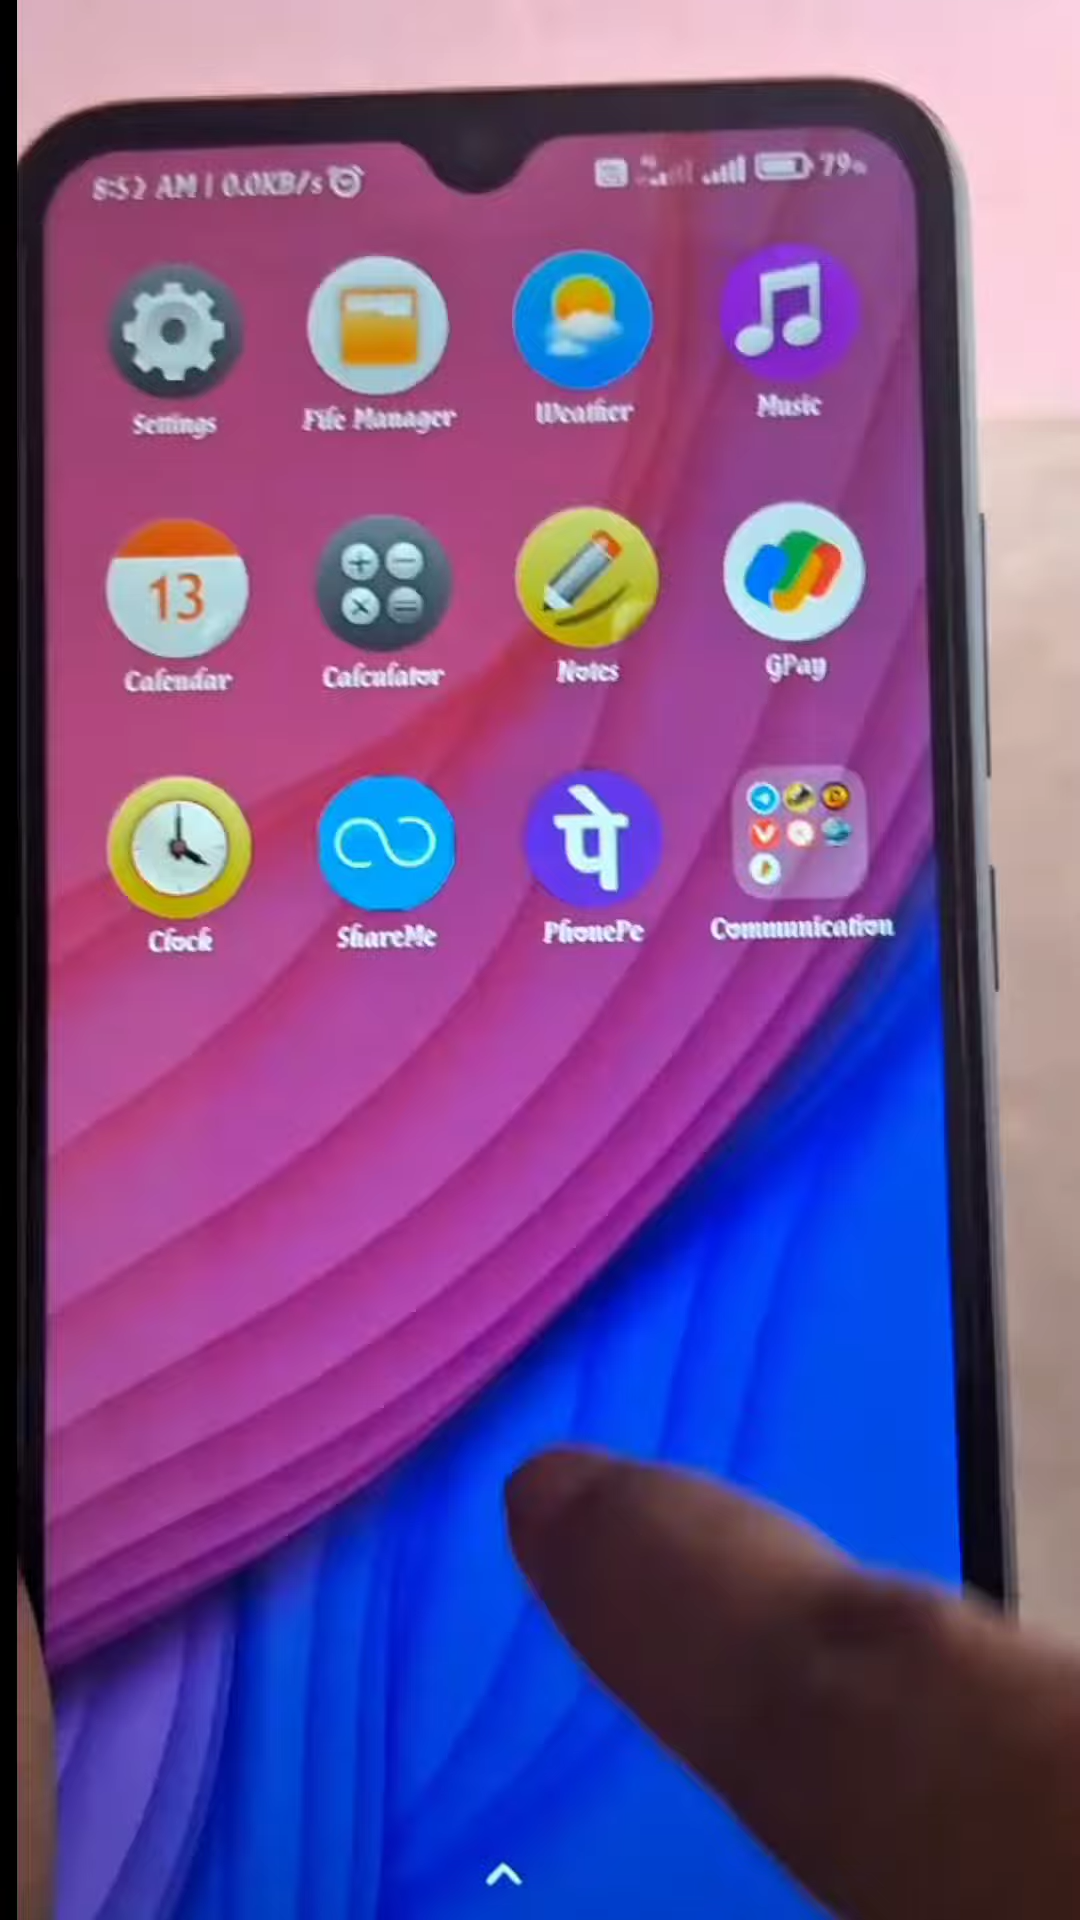 8:52 AM | 0.0KB/s 79%
Settings File Manager Weather Music
13
Calendar Calculator Notes GPay
पे
Clock ShareMe PhonePe Communication